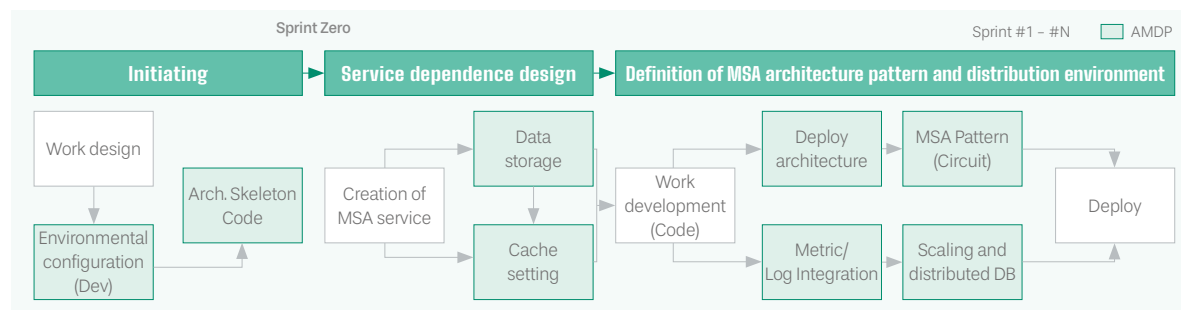 Sprint Zero
Sprint #1 – #N
AMDP
Initiating
Service dependence design
Definition of MSA architecture pattern and distribution environment
Work design
Environmental
configuration
(Dev)
Arch. Skeleton
Code
Creation of
MSA service
Data
storage
Cache
setting
Work
development
(Code)
Deploy
architecture
MSA Pattern
(Circuit)
Metric/
Log Integration
Scaling and
distributed DB
Deploy